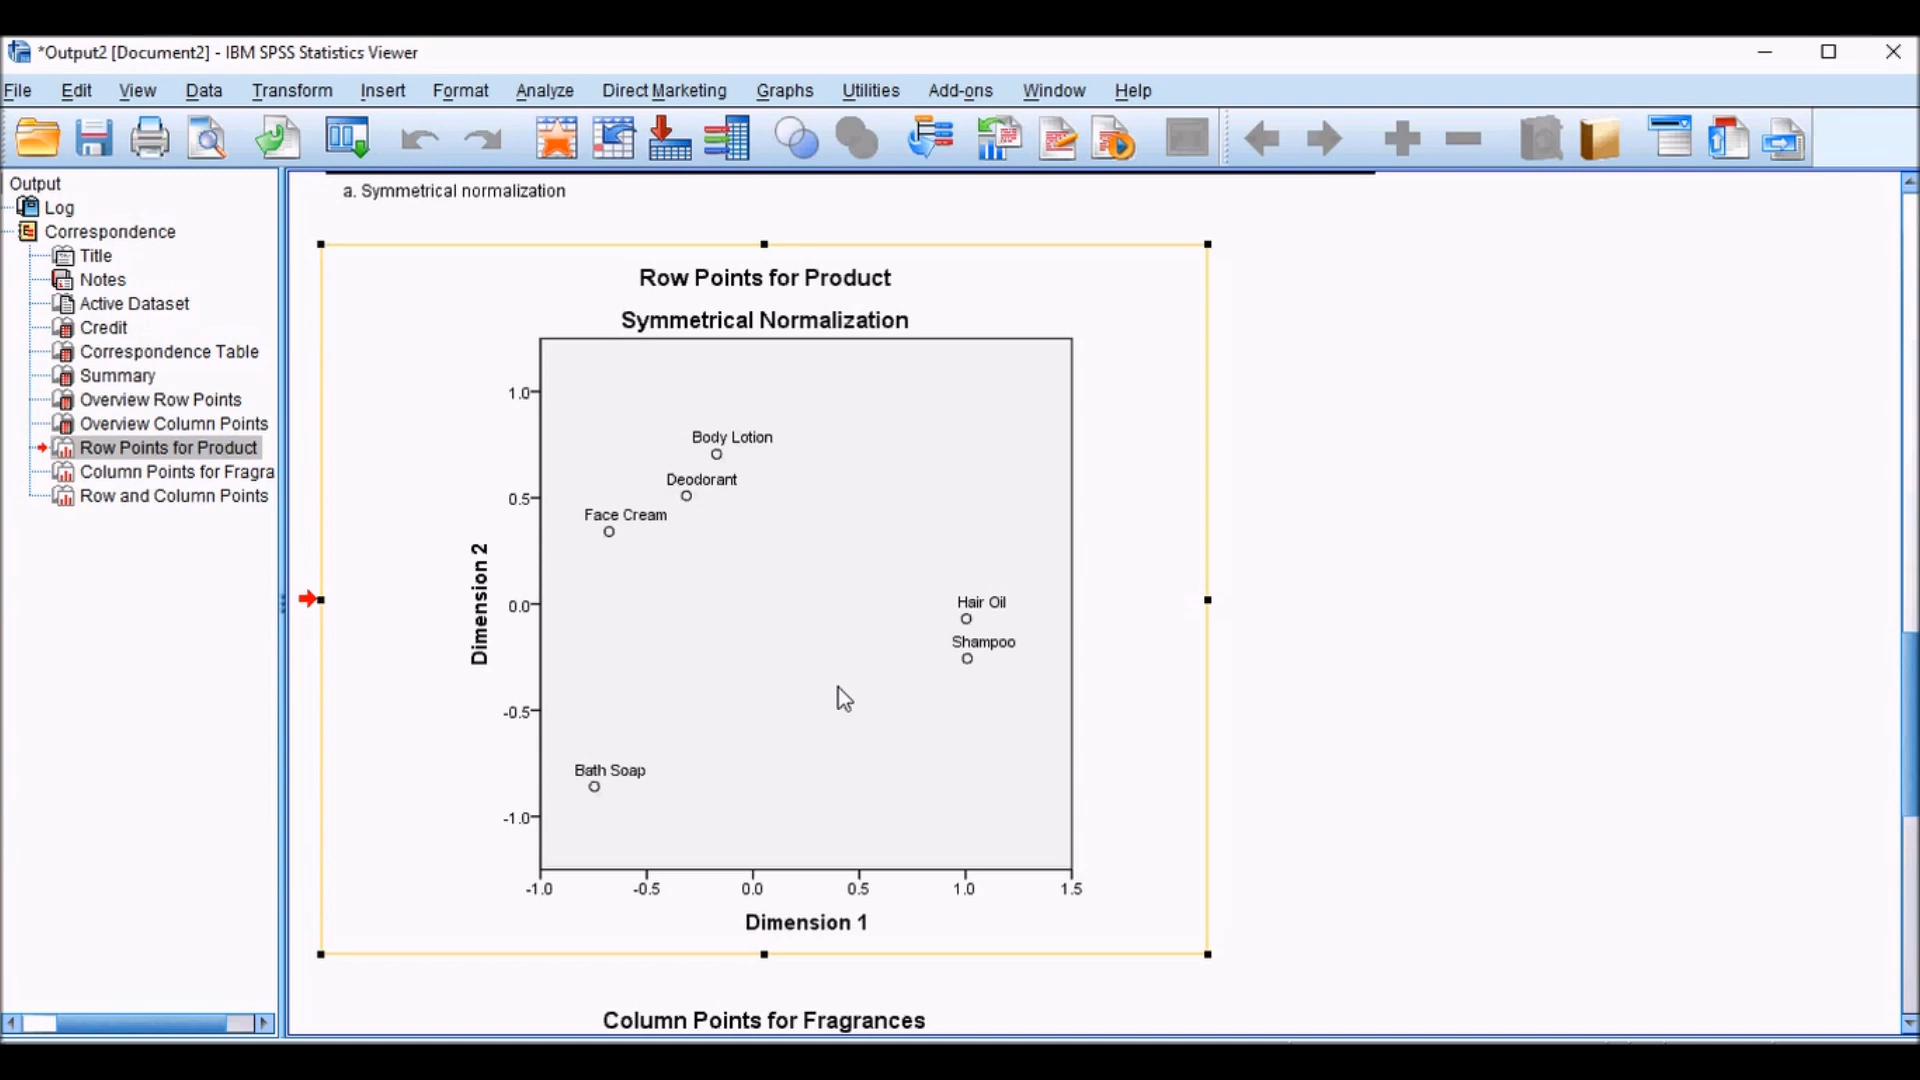 *Output2 [Document2] - IBM SPSS Statistics Viewer
File Edit View Data Transform Insert Format Analyze Direct Marketing Graphs Utilities Add-ons Window Help
Output
Log
Correspondence
Title
Notes
Active Dataset
Credit
Correspondence Table
Summary
Overview Row Points
Overview Column Points
Row Points for Product
Column Points for Fragra
Row and Column Points
a. Symmetrical normalization
Row Points for Product
Symmetrical Normalization
1.0
Body Lotion
Deodorant
0.5
Face Cream
Dimension 2
Hair Oil
0.0
Shampoo
-0.5
Bath Soap
-1.0
-1.0 -0.5 0.0 0.5 1.0 1.5
Dimension 1
Column Points for Fragrances